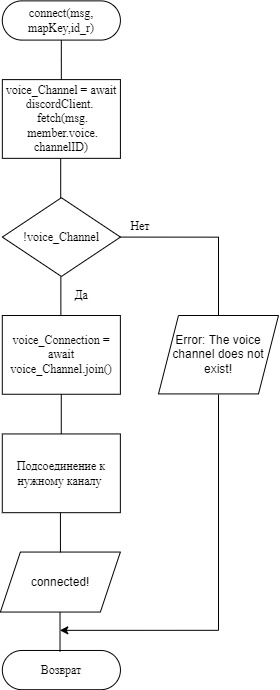 connect(msg,
mapKey,id_r)
voice_Channel = await
discordClient.
fetch(msg.
member.voice.
channelID)
!voice_Channel
Нет
Да
voice_Connection =
await
voice_Channel.join()
Error: The voice
channel does not
exist!
Подсоединение к
нужному каналу
connected!
Возврат